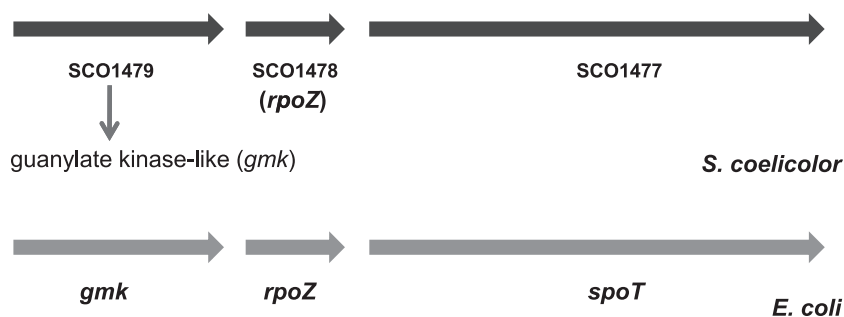 SCO1479 SCO1478 SCO1477
(rpoZ)
guanylate kinase-like (gmk)
S. coelicolor
gmk rpoZ spoT
E. coli